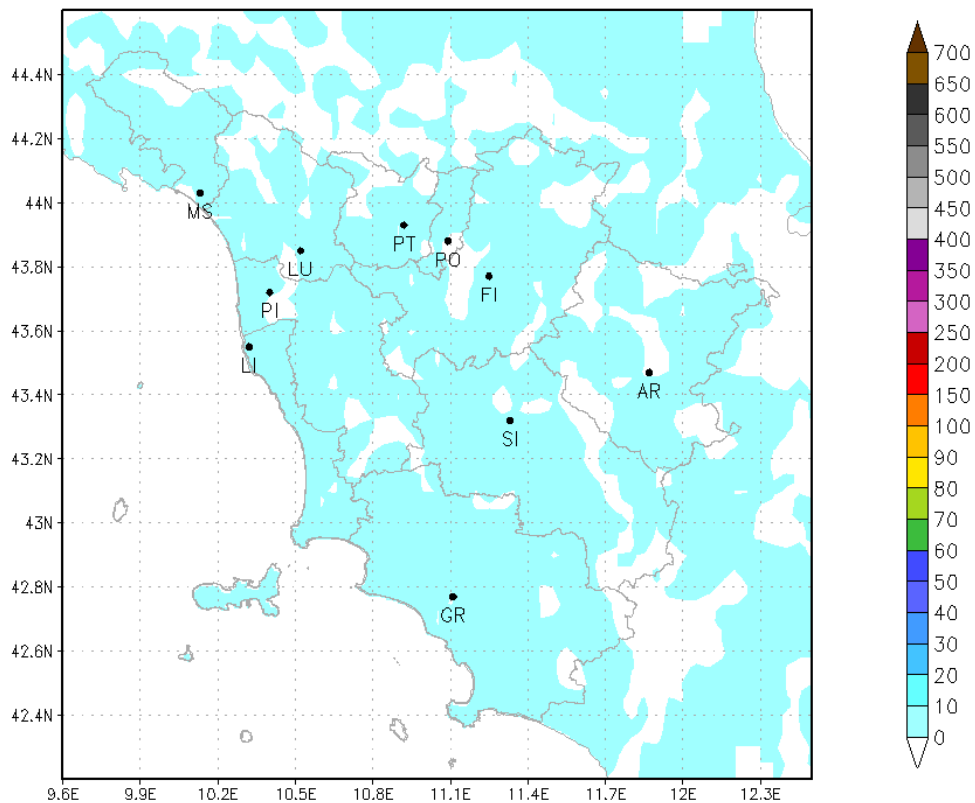 44.4N
44.2N
44N
43.8N
43.6N
43.4N
43.2N
43N
42.8N
42.6N
42.4N
9.6E 9.9E 10.2E 10.5E 10.8E 11.1E 11.4E 11.7E 12E 12.3E
MS
LU
PT
PO
FI
PI
LI
AR
SI
GR
700
650
600
550
500
450
400
350
300
250
200
150
100
90
80
70
60
50
40
30
20
10
0